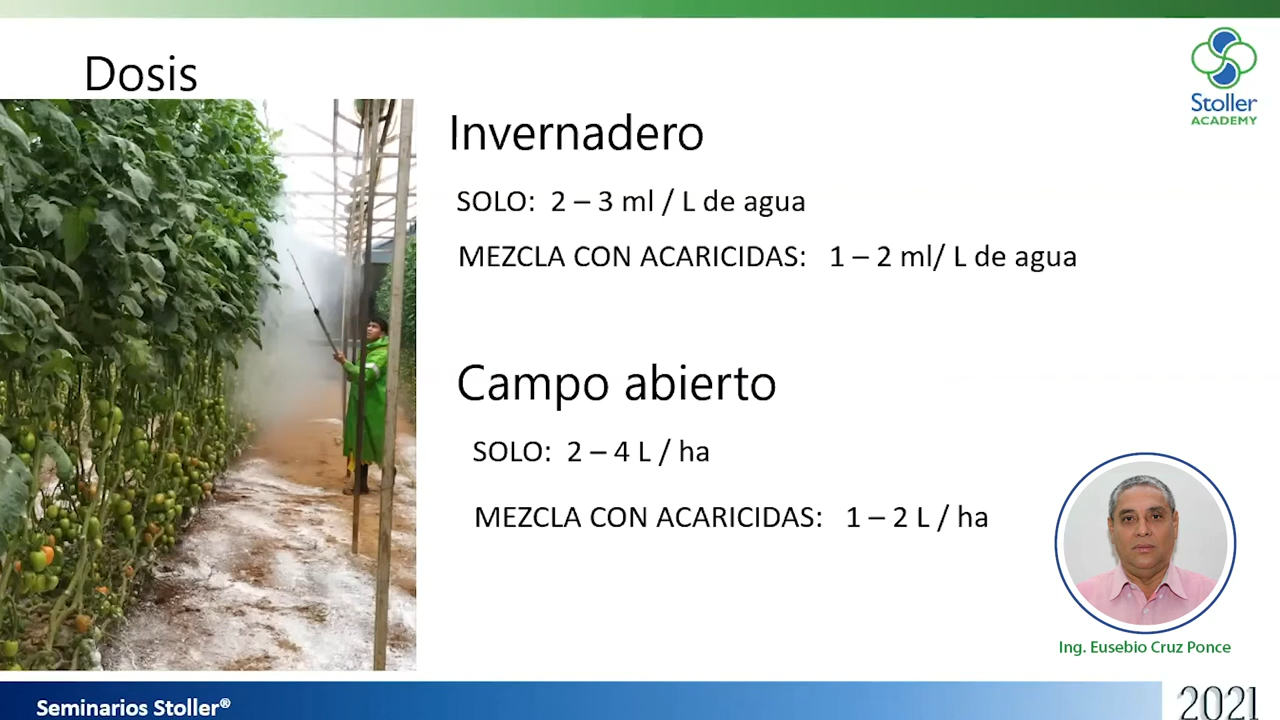 Dosis
Stoller
ACADEMY
Invernadero
SOLO: 2 – 3 ml / L de agua
MEZCLA CON ACARICIDAS: 1 – 2 ml/ L de agua
Campo abierto
SOLO: 2 – 4 L / ha
MEZCLA CON ACARICIDAS: 1 – 2 L / ha
Ing. Eusebio Cruz Ponce
Seminarios Stoller®
2021